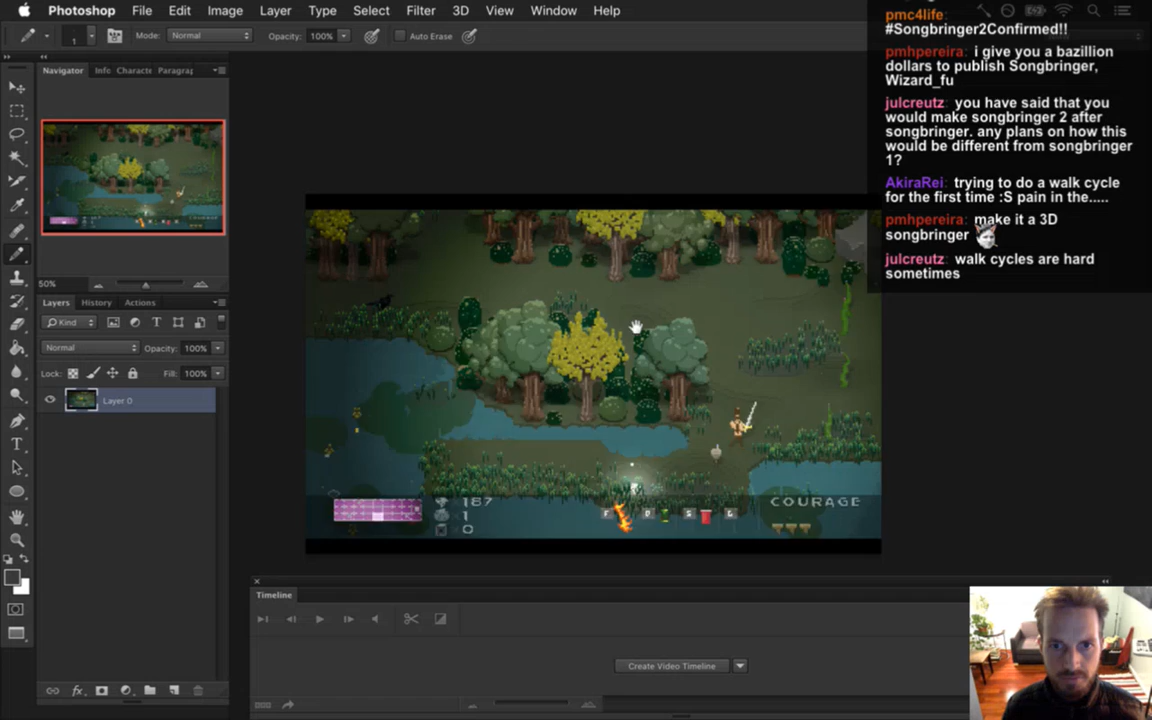 Photoshop File Edit Image Layer Type Select Filter 3D View Window Help
1 Mode: Normal Opacity: 100% Auto Erase
Navigator Info Characte Paragra
50%
Layers History Actions
Kind
Normal Opacity: 100%
Lock: Fill: 100%
Layer 0
187
1
0
COURAGE
Timeline
Create Video Timeline
pmc4life:
#Songbringer2Confirmed!!
pmhpereira: i give you a bazillion
dollars to publish Songbringer,
Wizard_fu
julcreutz: you have said that you
would make songbringer 2 after
songbringer. any plans on how this
would be different from songbringer
1?
AkiraRei: trying to do a walk cycle
for the first time :S pain in the.....
pmhpereira: make it a 3D
songbringer
julcreutz: walk cycles are hard
sometimes